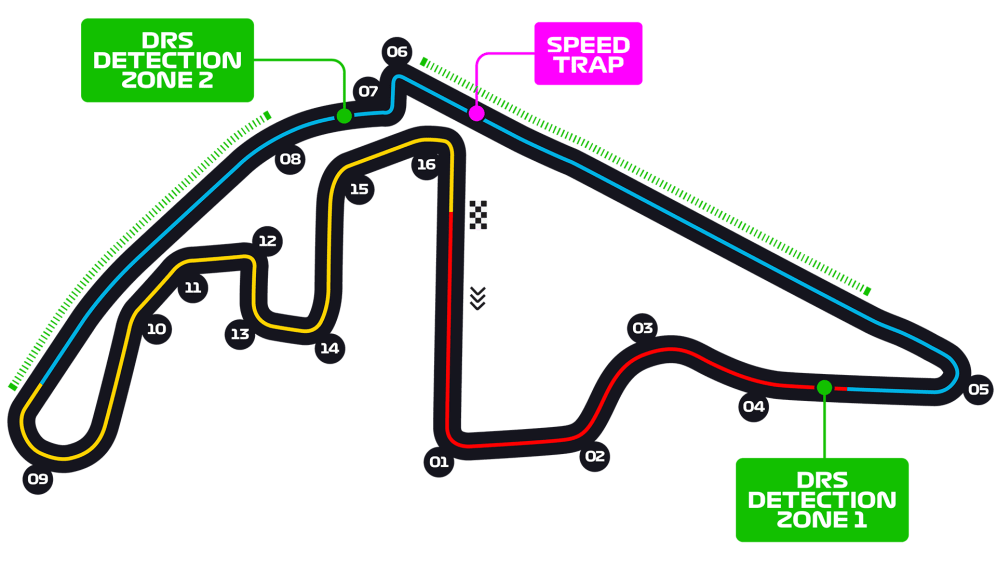 DRS
DETECTION
ZONE 2
06
SPEED
TRAP
07
08
16
15
12
11
10
13
14
03
04
05
01
02
09
DRS
DETECTION
ZONE 1